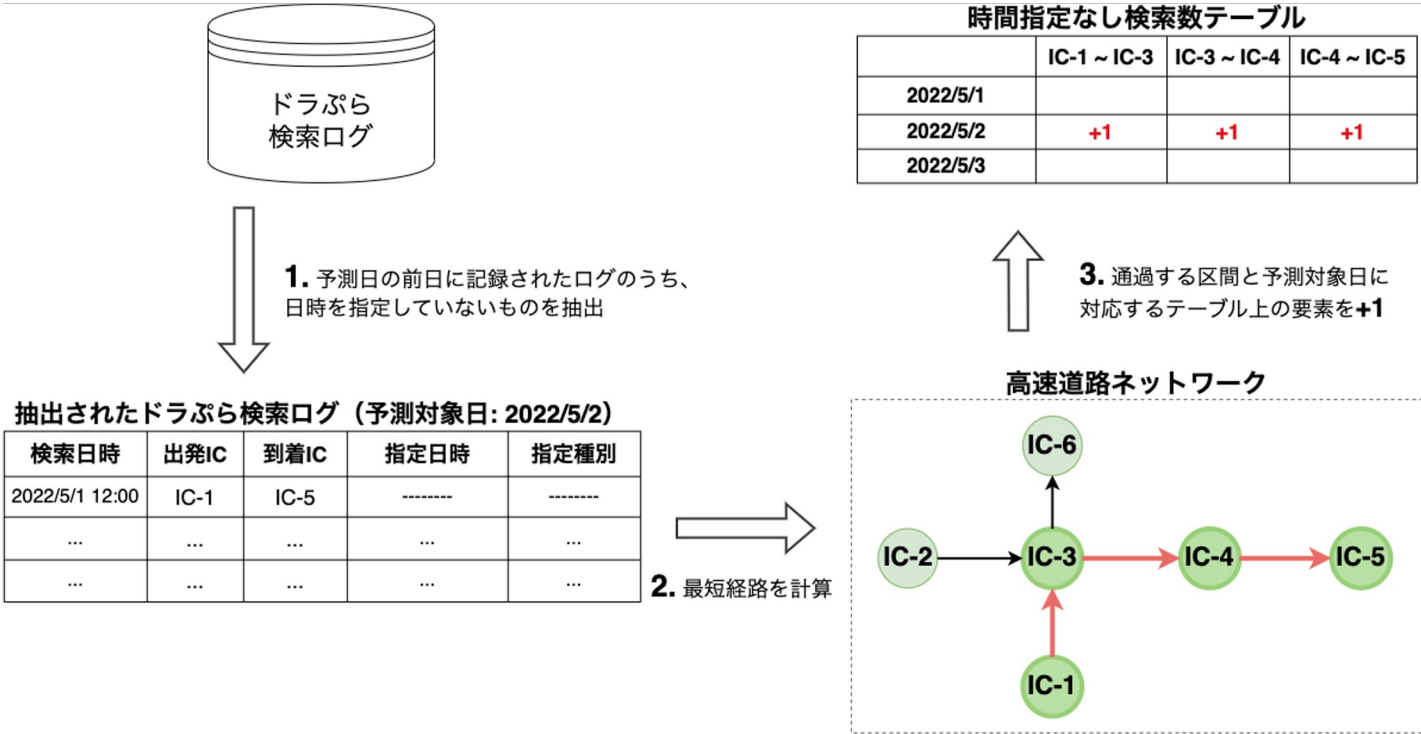 ドラぷら
検索ログ
1. 予測日の前日に記録されたログのうち、
日時を指定していないものを抽出
抽出されたドラぷら検索ログ（予測対象日: 2022/5/2）
検索日時 出発IC 到着IC 指定日時 指定種別
2022/5/1 12:00 IC-1 IC-5 -------- --------
... ... ... ... ...
... ... ... ... ...
2. 最短経路を計算
高速道路ネットワーク
IC-6
IC-2 IC-3 IC-4 IC-5
IC-1
3. 通過する区間と予測対象日に
対応するテーブル上の要素を+1
時間指定なし検索数テーブル
IC-1 ~ IC-3 IC-3 ~ IC-4 IC-4 ~ IC-5
2022/5/1
2022/5/2 +1 +1 +1
2022/5/3